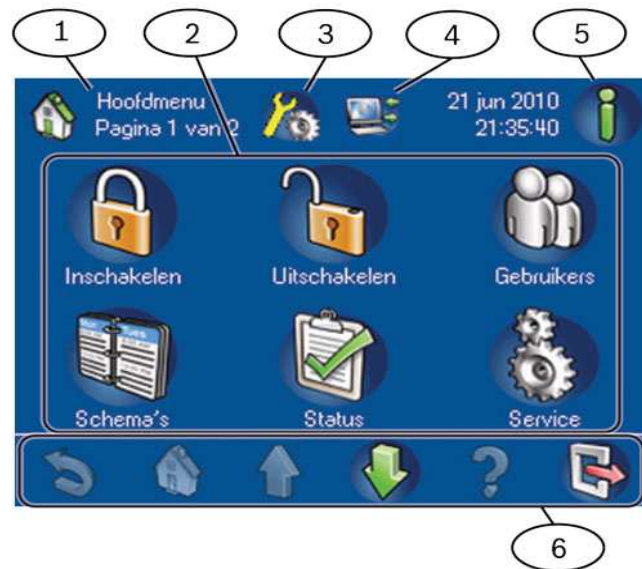 1 2 3 4 5
Hoofdmenu
Pagina 1 van 2
21 jun 2010
21:35:40
Inschakelen Uitschakelen Gebruikers
Tues
Schema's Status Service
6